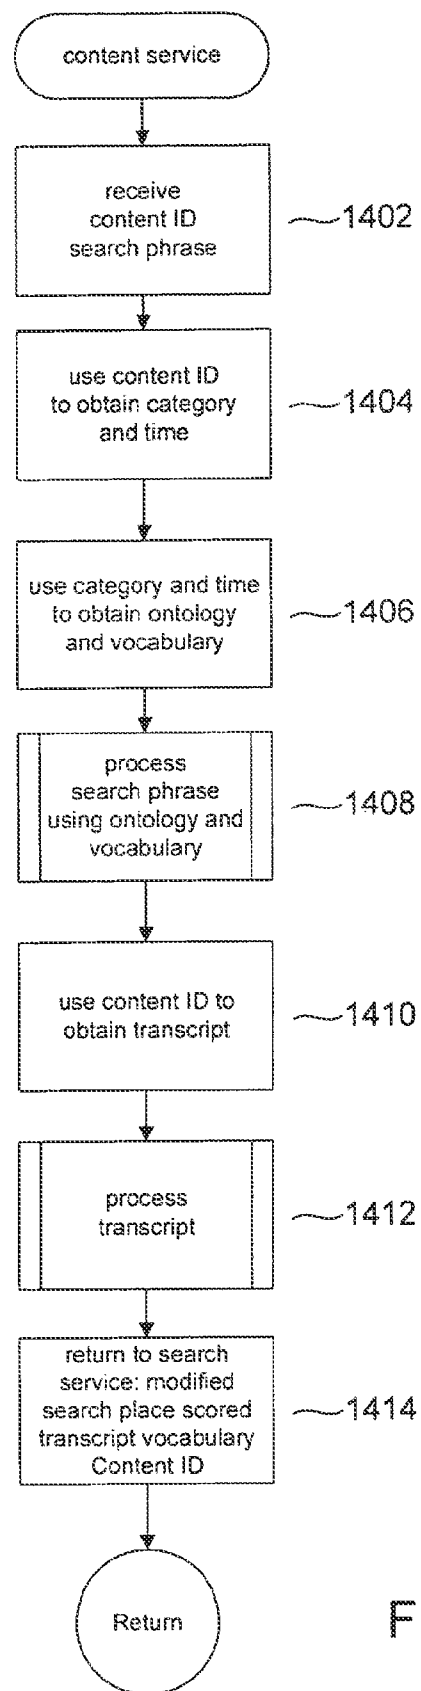 content service
receive
content ID
search phrase
1402
use content ID
to obtain category
and time
1404
use category and time
to obtain ontology
and vocabulary
1406
process
search phrase
using ontology and
vocabulary
1408
use content ID to
obtain transcript
1410
process
transcript
1412
return to search
service: modified
search place scored
transcript vocabulary
Content ID
1414
Return
F